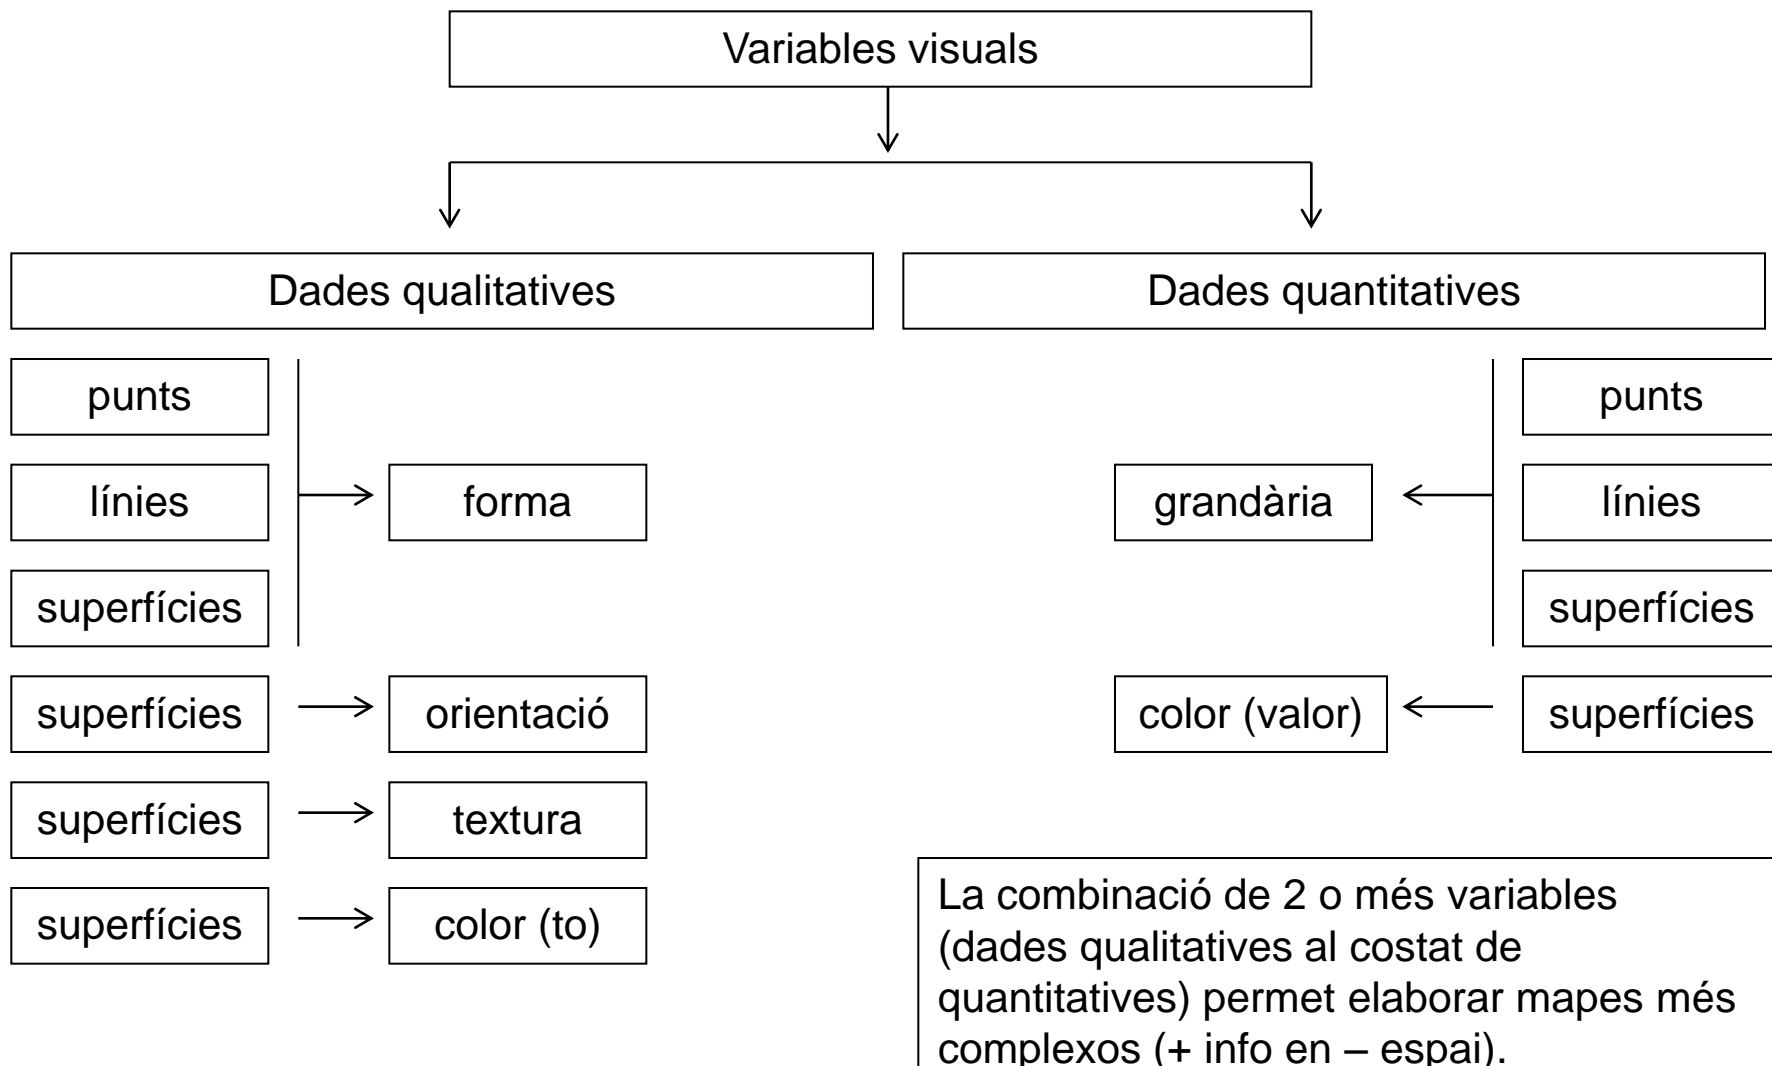 Variables visuals
Dades qualitatives
Dades quantitatives
punts
línies
forma
superfícies
superfícies
orientació
superfícies
textura
superfícies
color (to)
punts
grandària
línies
superfícies
color (valor)
superfícies
La combinació de 2 o més variables
(dades qualitatives al costat de
quantitatives) permet elaborar mapes més
complexos (+ info en – espai).